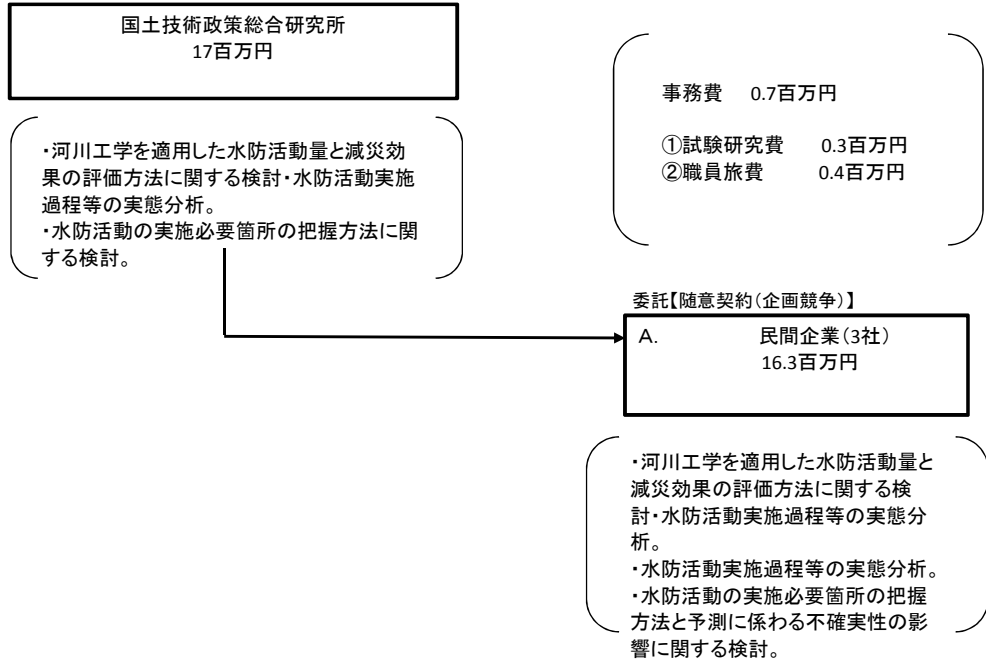 国土技術政策総合研究所
17百万円
・河川工学を適用した水防活動量と減災効
果の評価方法に関する検討・水防活動実施
過程等の実態分析。
・水防活動の実施必要箇所の把握方法に関
する検討。
事務費 0.7百万円
①試験研究費 0.3百万円
②職員旅費 0.4百万円
委託【随意契約(企画競争)】
A. 民間企業(3社)
16.3百万円
・河川工学を適用した水防活動量と
減災効果の評価方法に関する検
討・水防活動実施過程等の実態分
析。
・水防活動実施過程等の実態分析。
・水防活動の実施必要箇所の把握
方法と予測に係わる不確実性の影
響に関する検討。